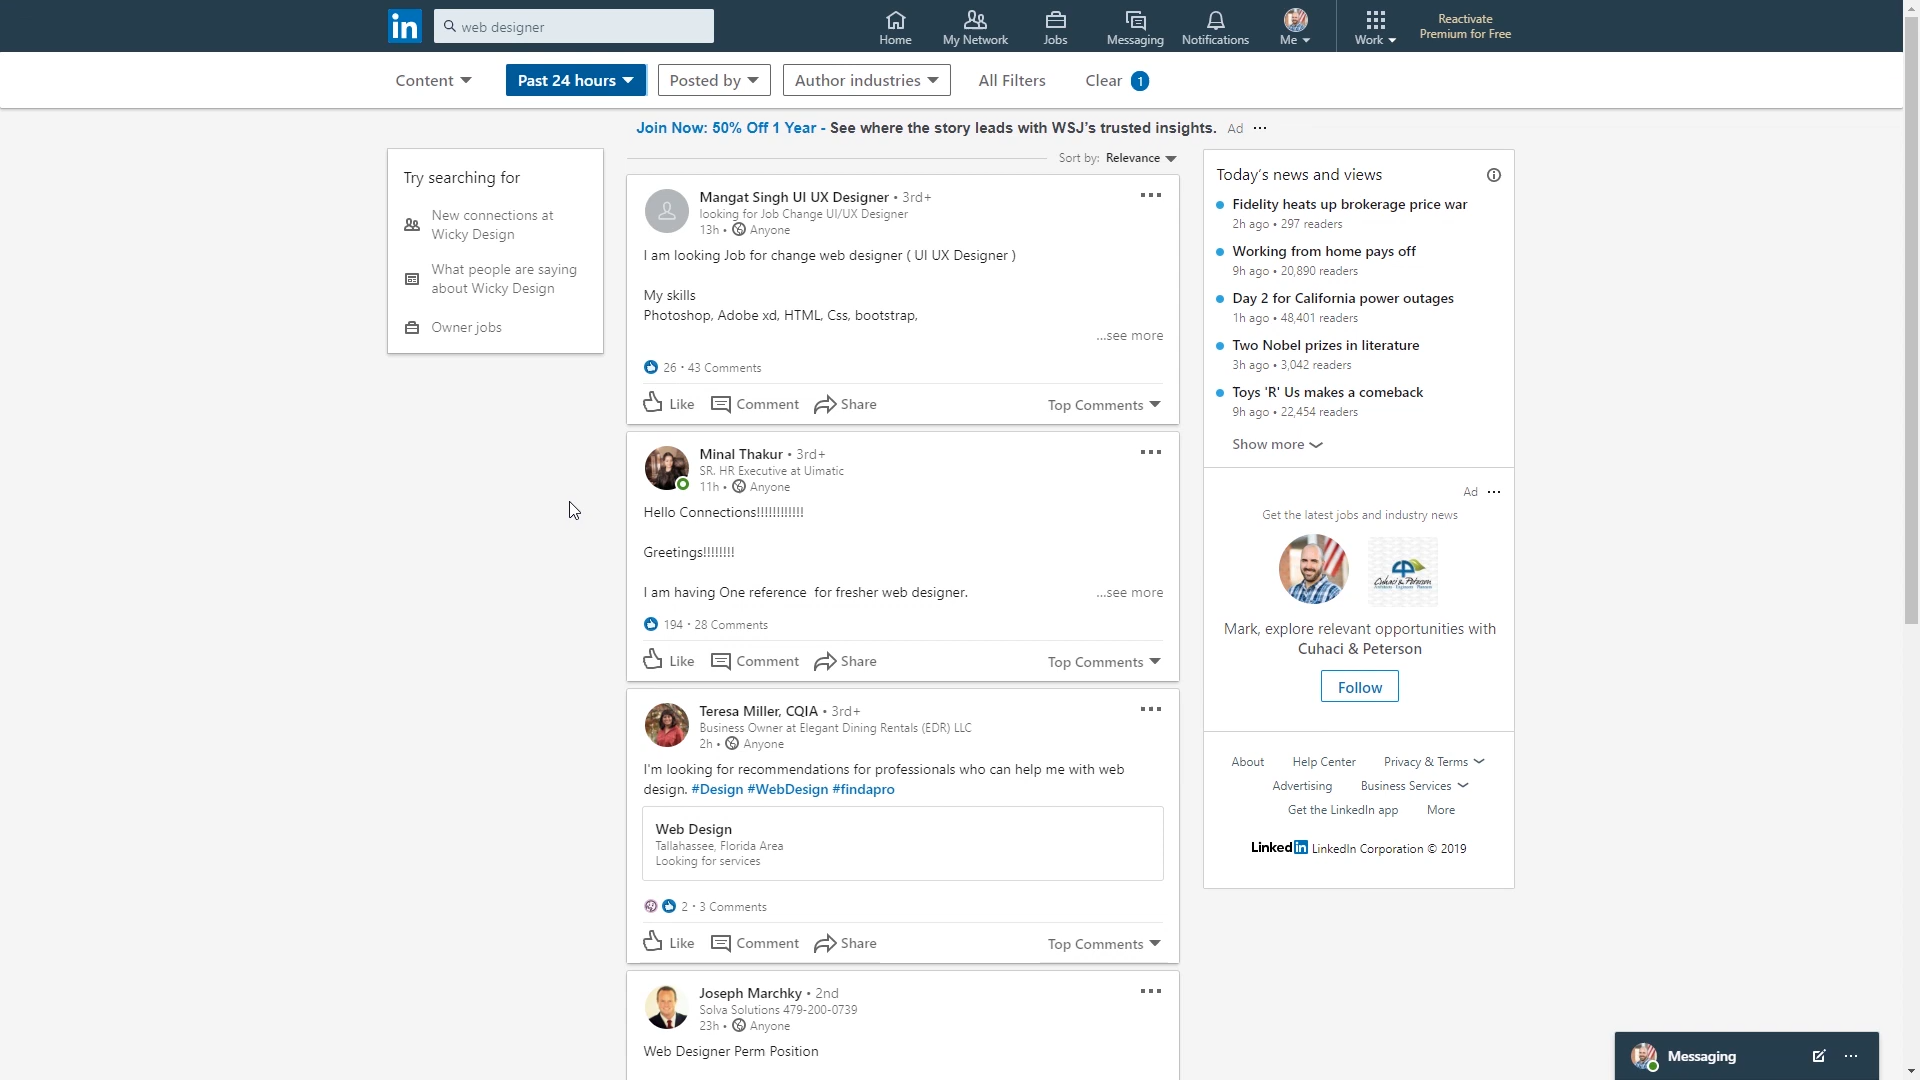 in
web designer
Home
My Network
Jobs
Messaging
Notifications
Me
Work
Reactivate
Premium for Free
Content
Past 24 hours
Posted by
Author industries
All Filters
Clear 1
Join Now: 50% Off 1 Year - See where the story leads with WSJ's trusted insights. Ad
Try searching for
New connections at
Wicky Design
What people are saying
about Wicky Design
Owner jobs
Sort by: Relevance
Mangat Singh UI UX Designer • 3rd+
looking for Job Change UI/UX Designer
13h • Anyone
I am looking Job for change web designer ( UI UX Designer )
My skills
Photoshop, Adobe xd, HTML, Css, bootstrap,
...see more
26 · 43 Comments
Like Comment Share Top Comments
Minal Thakur • 3rd+
SR. HR Executive at Uimatic
11h • Anyone
Hello Connections!!!!!!!!!!!!
Greetings!!!!!!!!
I am having One reference  for fresher web designer. ...see more
194 · 28 Comments
Like Comment Share Top Comments
Teresa Miller, CQIA • 3rd+
Business Owner at Elegant Dining Rentals (EDR) LLC
2h • Anyone
I'm looking for recommendations for professionals who can help me with web
design. #Design #WebDesign #findapro
Web Design
Tallahassee, Florida Area
Looking for services
2 · 3 Comments
Like Comment Share Top Comments
Joseph Marchky • 2nd
Solva Solutions 479-200-0739
23h • Anyone
Web Designer Perm Position
Today's news and views
Fidelity heats up brokerage price war
2h ago • 297 readers
Working from home pays off
9h ago • 20,890 readers
Day 2 for California power outages
1h ago • 48,401 readers
Two Nobel prizes in literature
3h ago • 3,042 readers
Toys 'R' Us makes a comeback
9h ago • 22,454 readers
Show more
Ad
Get the latest jobs and industry news
Cuhaci & Peterson
Mark, explore relevant opportunities with
Cuhaci & Peterson
Follow
About Help Center Privacy & Terms
Advertising Business Services
Get the LinkedIn app More
LinkedIn LinkedIn Corporation © 2019
Messaging